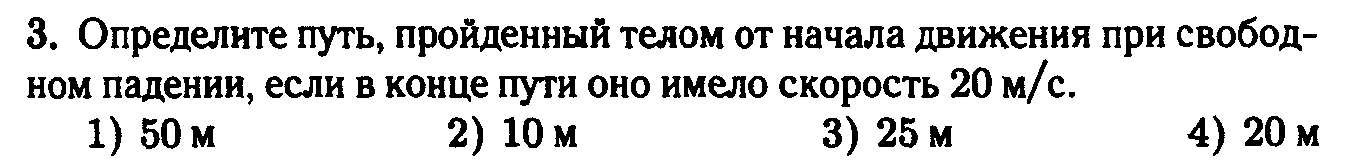 3. Определите путь, пройденный телом от начала движения при свобод-
ном падении, если в конце пути оно имело скорость 20 м/с.
1) 50 м 2) 10 м 3) 25 м 4) 20 м